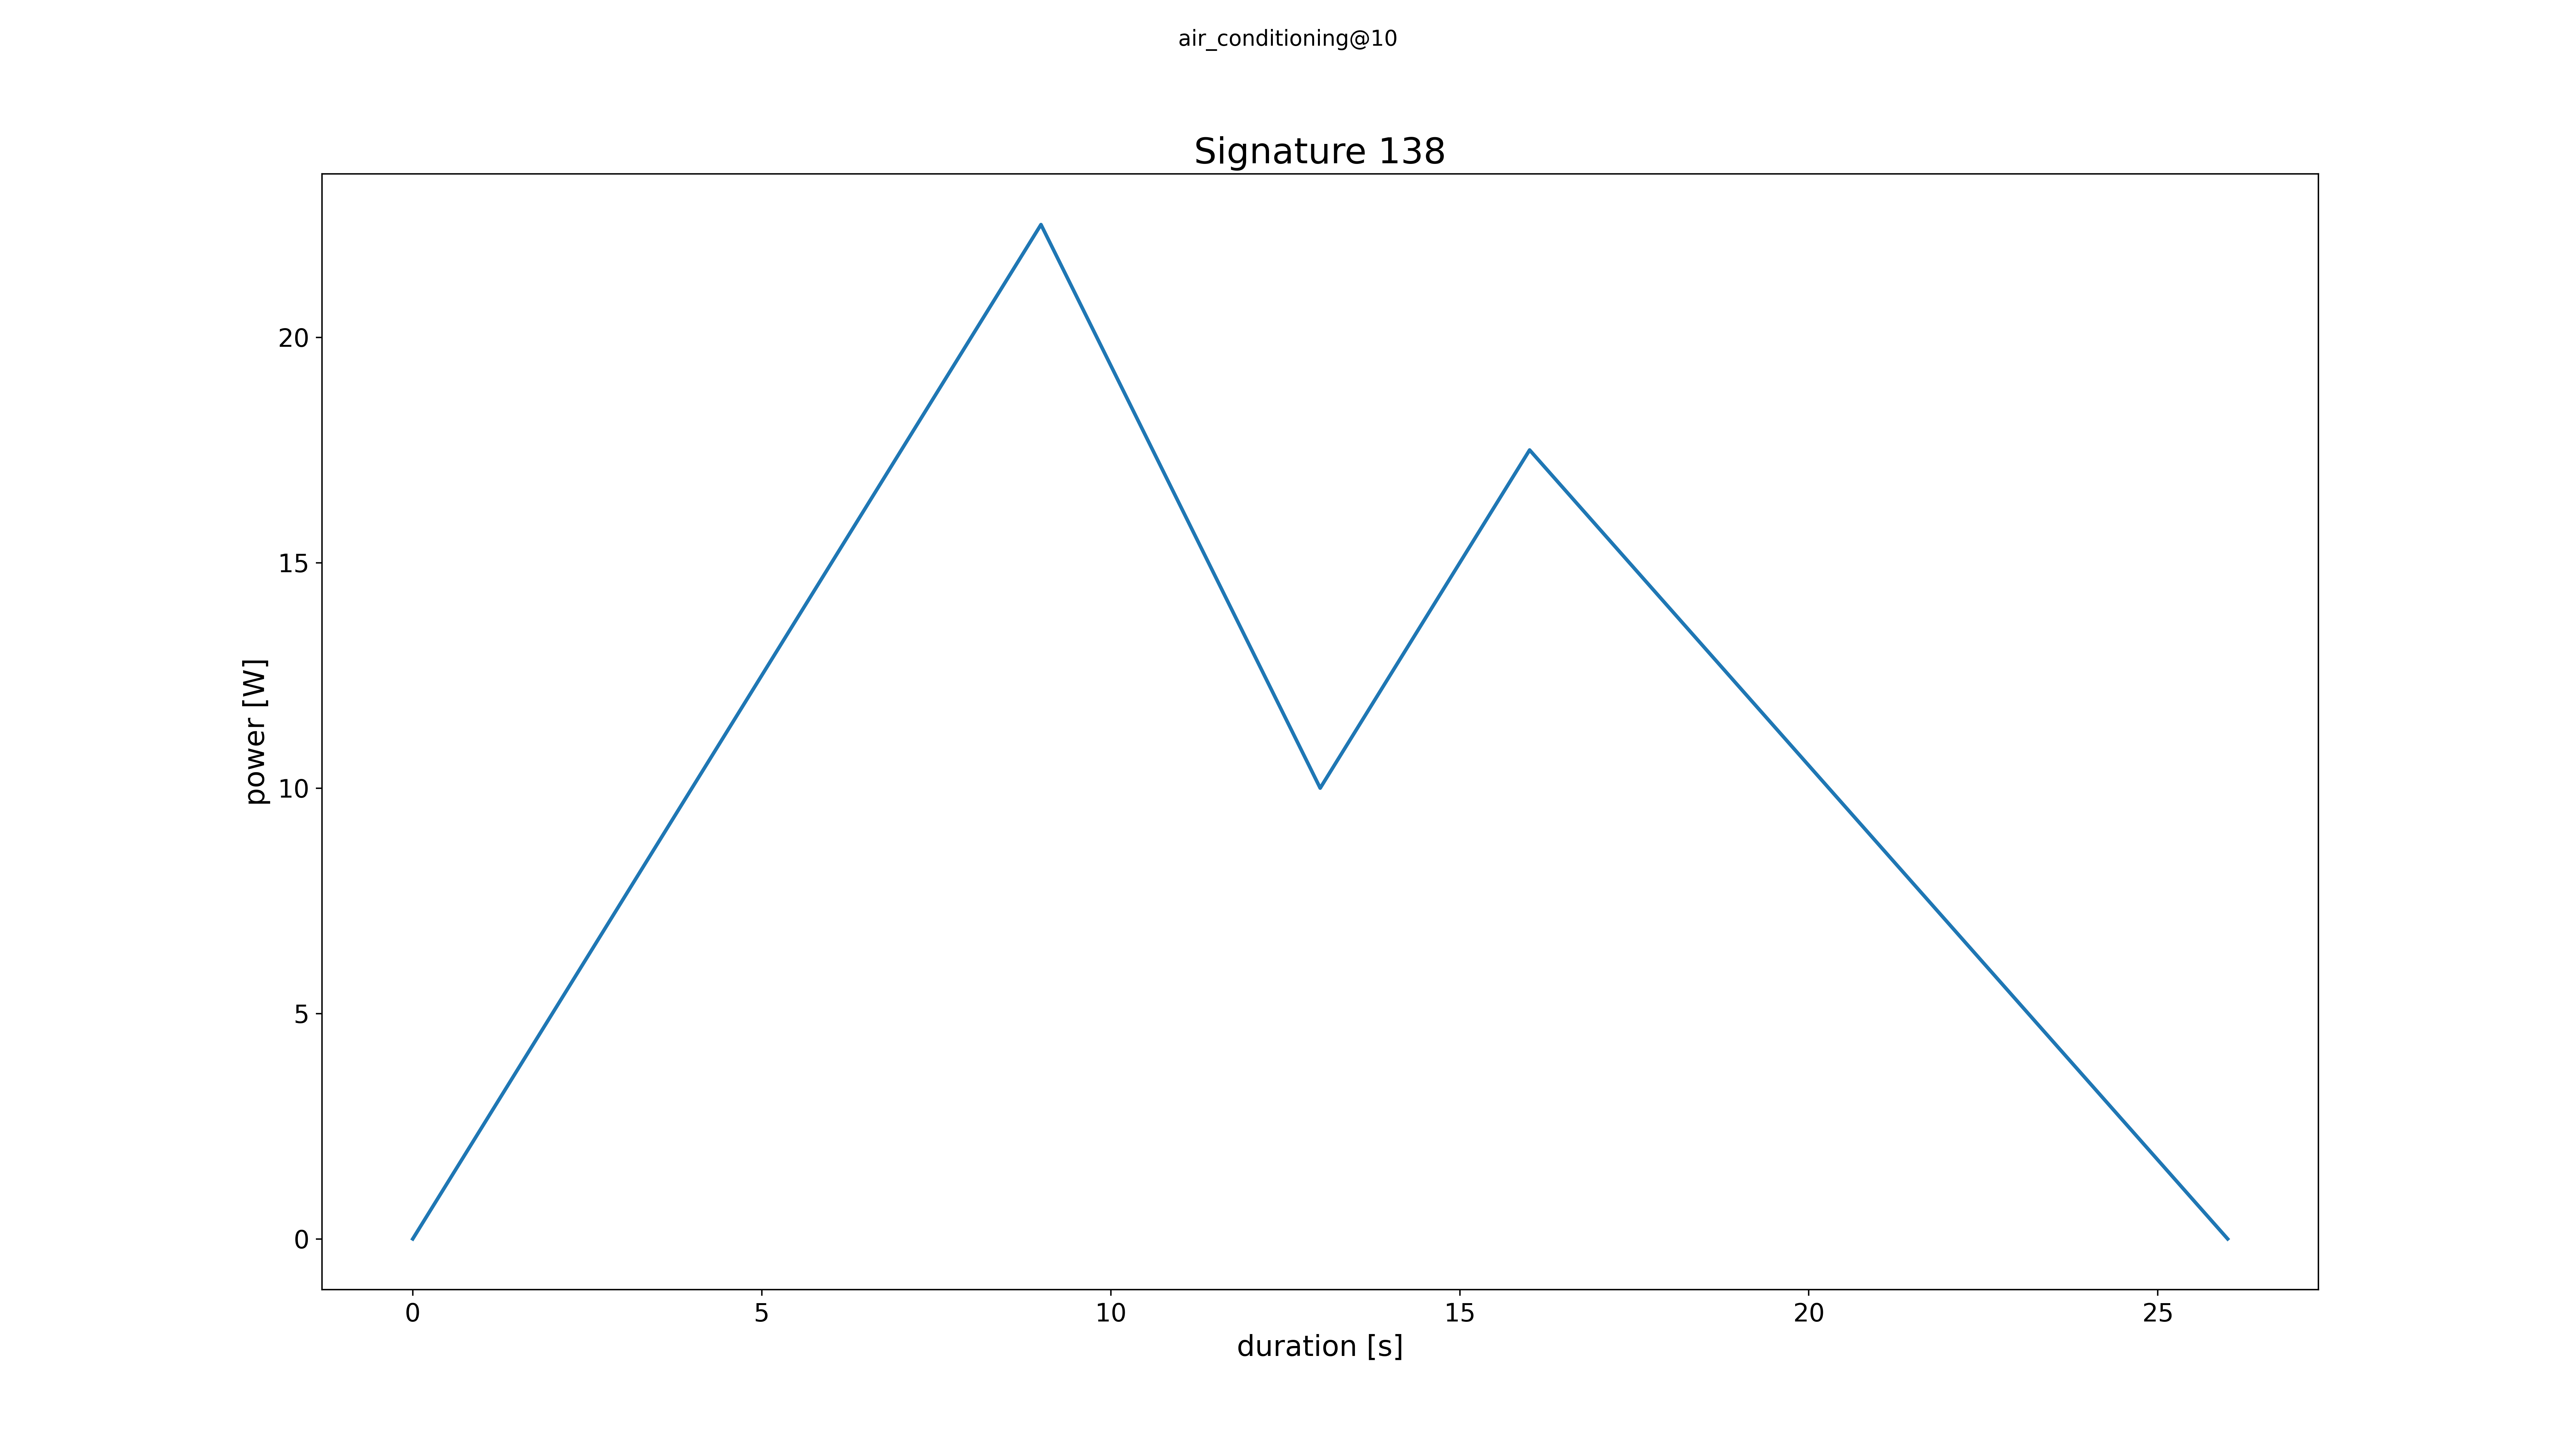 air_conditioning@10
Signature 138
power [W]
20
15
10
5
0
0 5 10 15 20 25
duration [s]